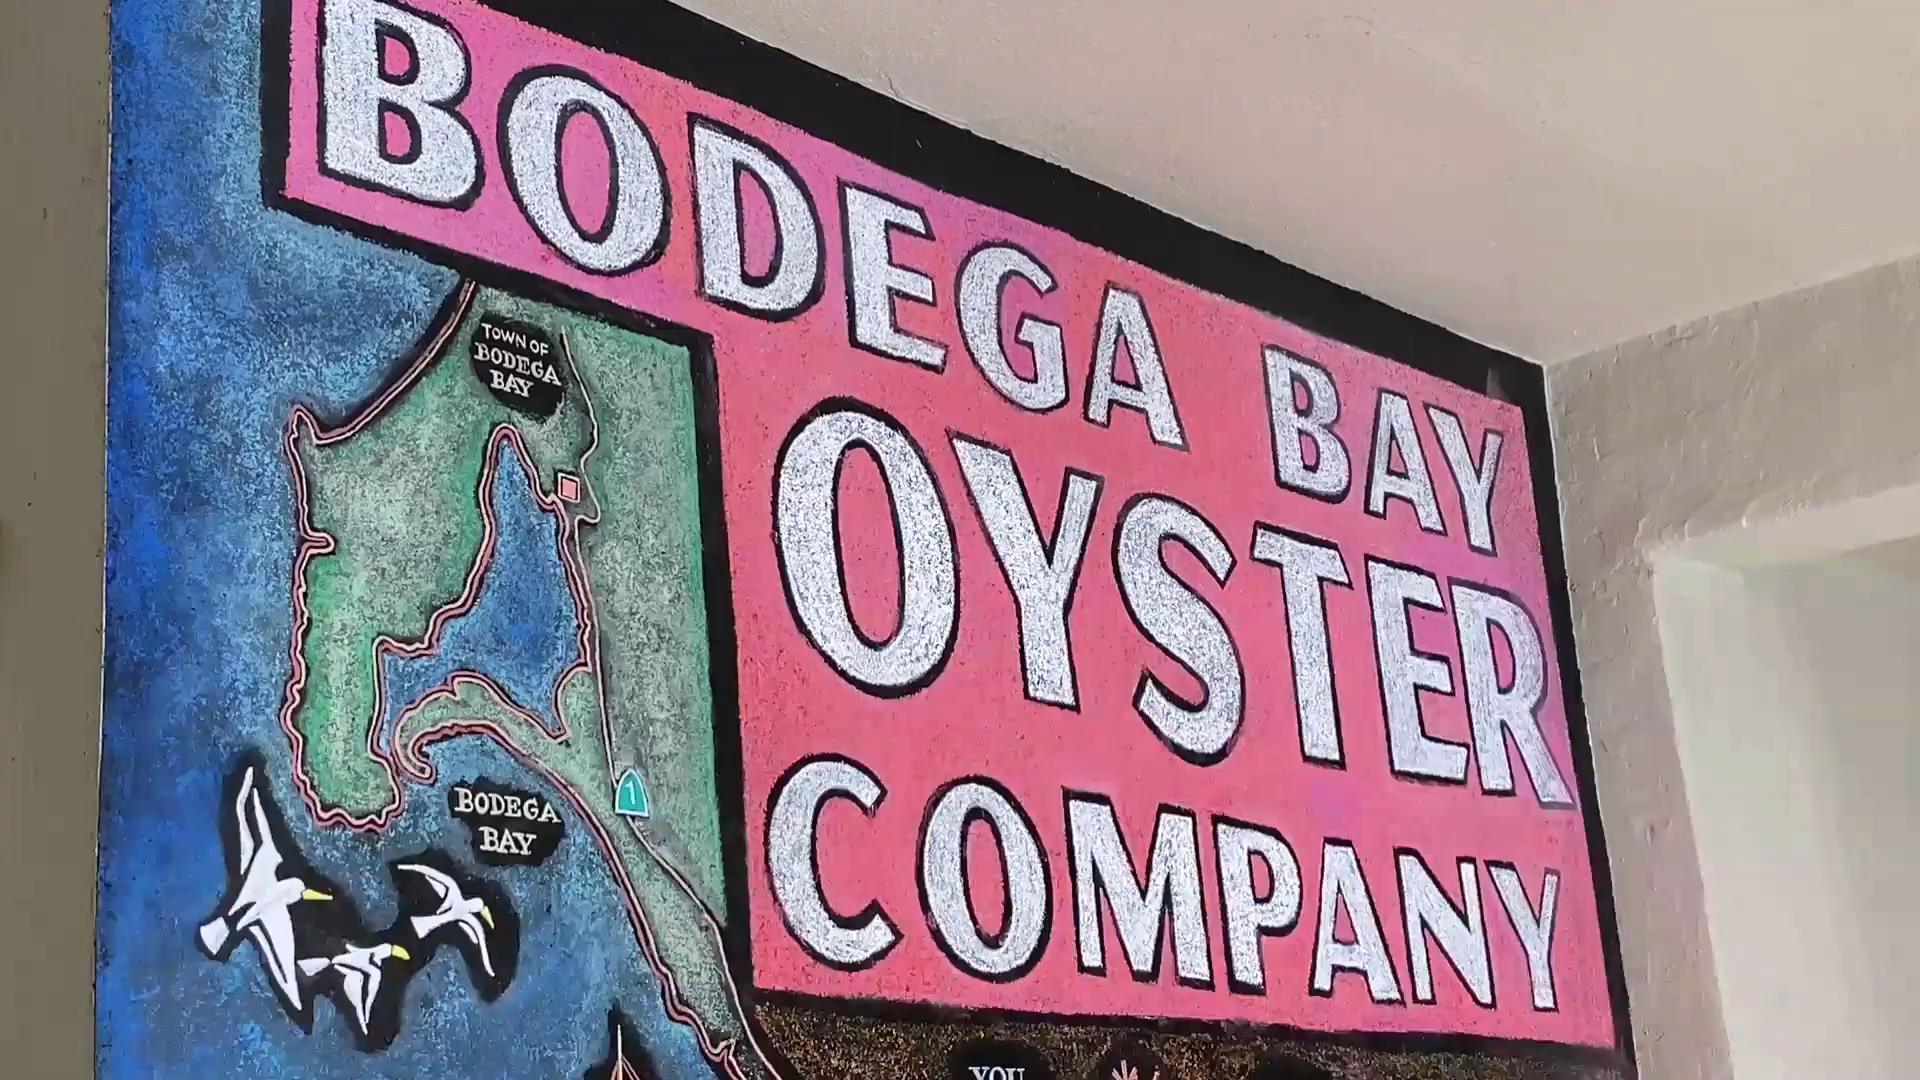 BODEGA BAY
OYSTER
COMPANY
TOWN OF
BODEGA
BAY
1
BODEGA
BAY
YOU